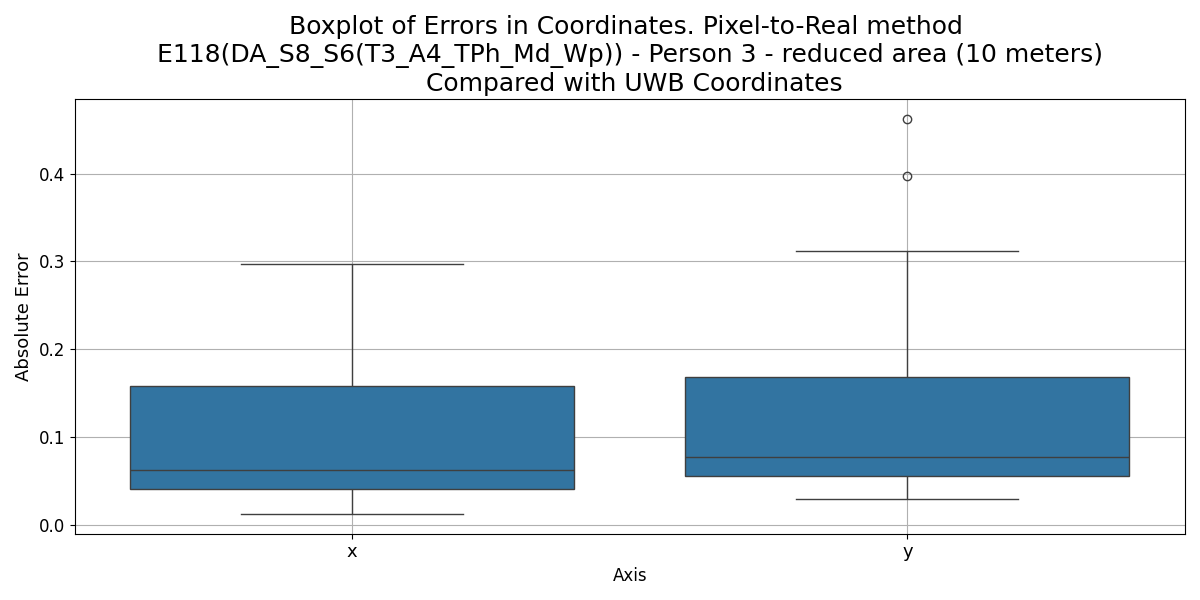 Boxplot of Errors in Coordinates. Pixel-to-Real method
E118(DA_S8_S6(T3_A4_TPh_Md_Wp)) - Person 3 - reduced area (10 meters)
Compared with UWB Coordinates
Absolute Error
0.4
0.3
0.2
0.1
0.0
x
y
Axis